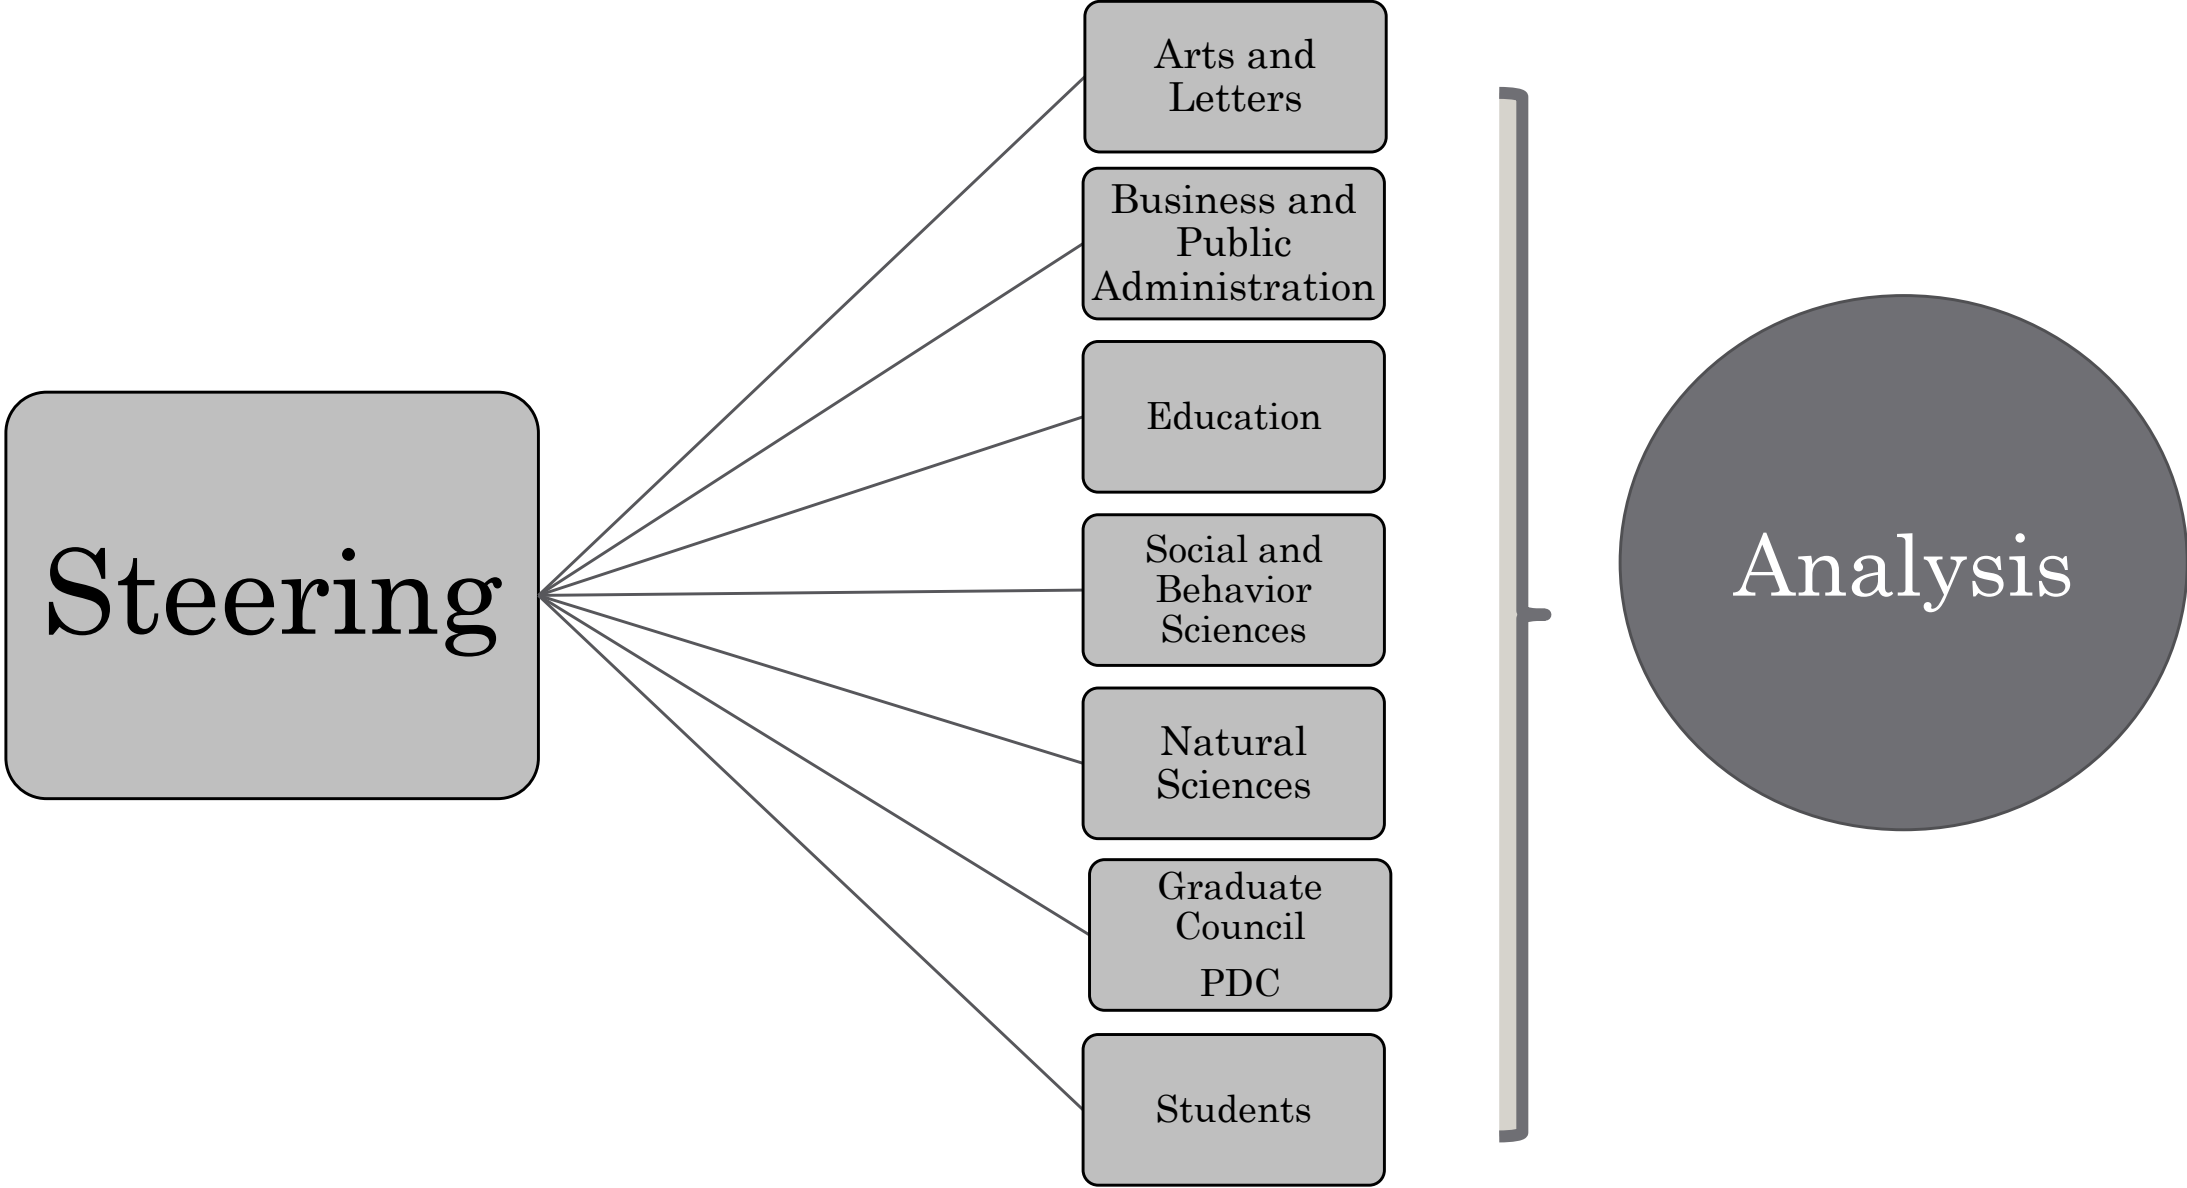 Steering
Arts and
Letters
Business and
Public
Administration
Education
Social and
Behavior
Sciences
Natural
Sciences
Graduate
Council
PDC
Students
Analysis